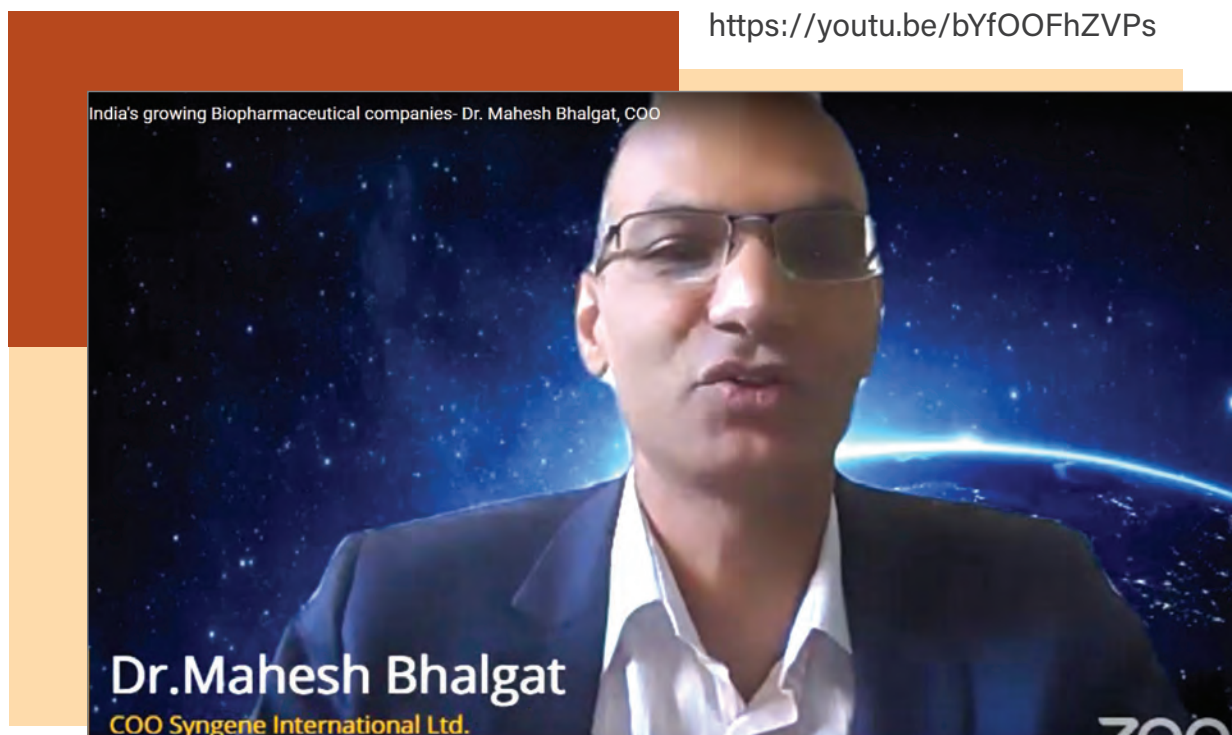 https://youtu.be/bYfOOFhZVPs
India's growing Biopharmaceutical companies- Dr. Mahesh Bhalgat, COO
Dr.Mahesh Bhalgat
COO Syngene International Ltd.